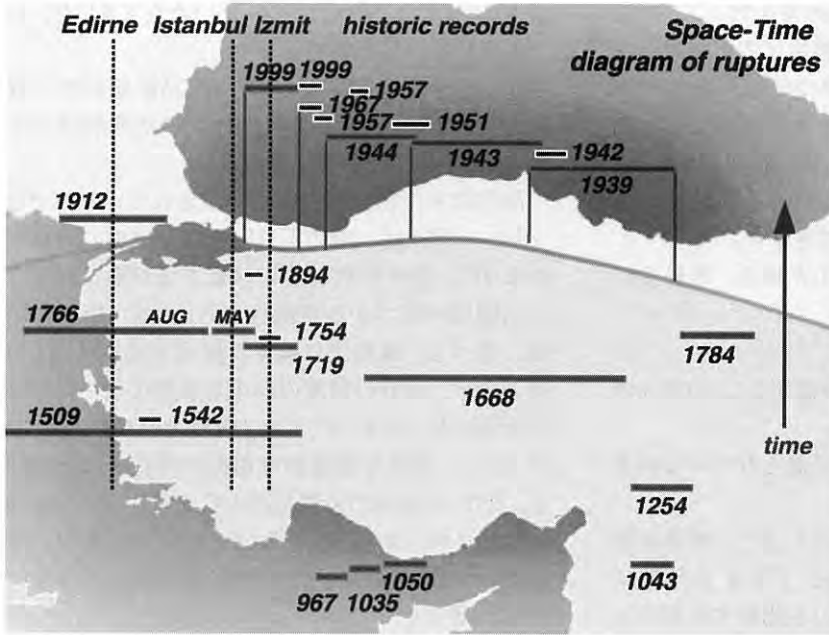 Edirne Istanbul Izmit historic records Space-Time
diagram of ruptures
1999 1999
1957
1967
1957 1951
1944 1943 1942
1939
1912
1894
1766 AUG MAY 1754
1719 1784
1668
1509 1542
time
1254
1050 1043
967 1035